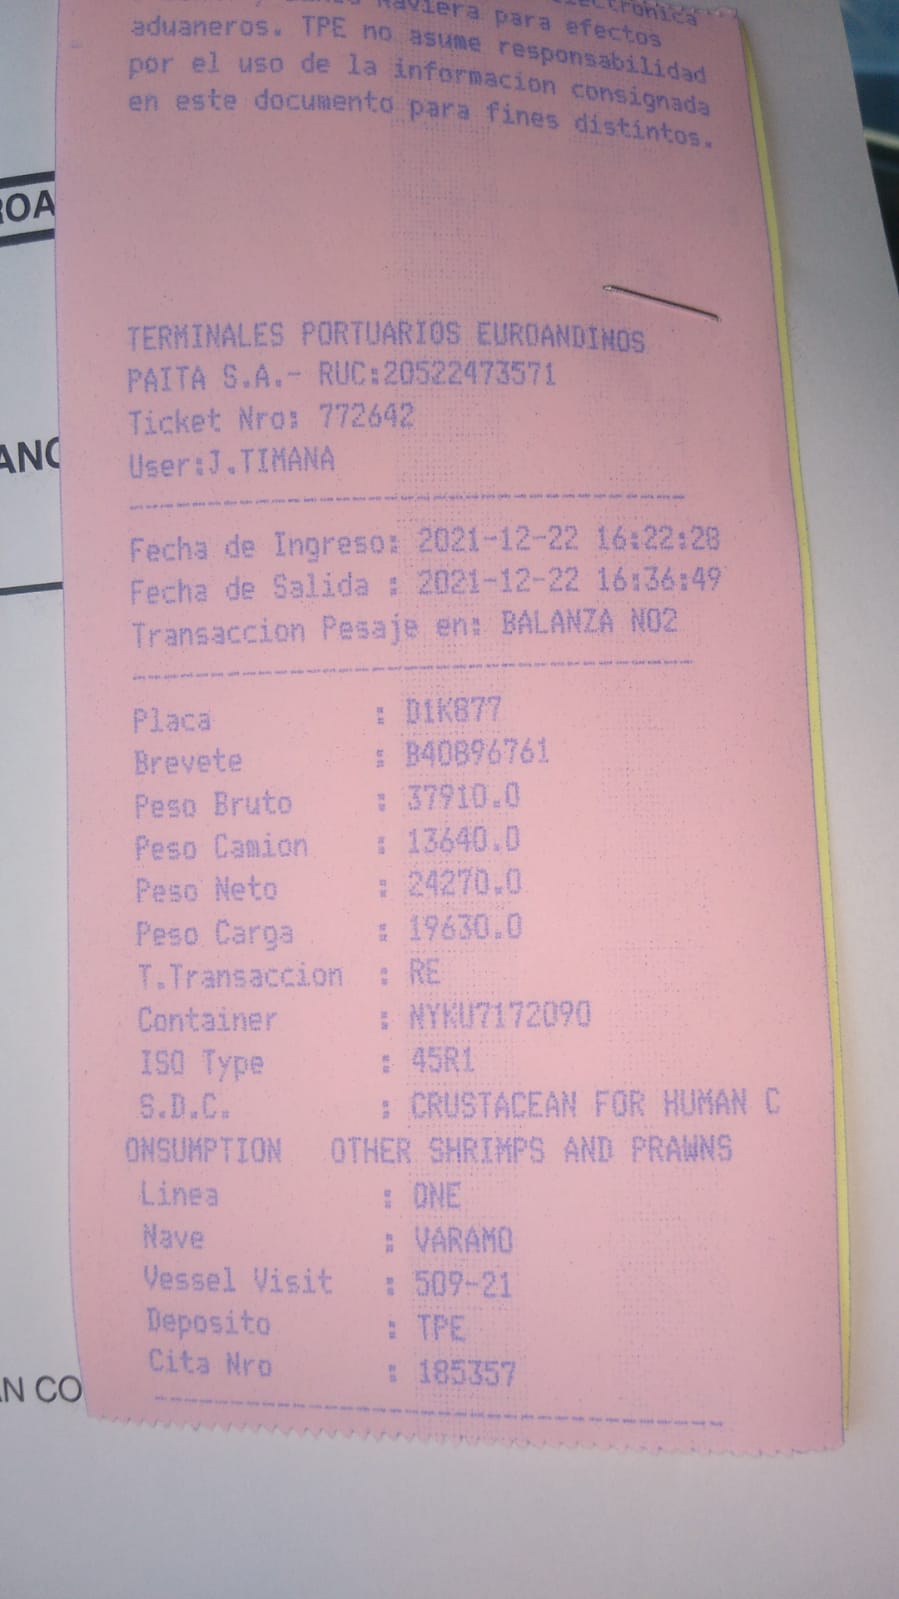 Naviera para efectos
aduaneros. TPE no asume responsabilidad
por el uso de la informacion consignada
en este documento para fines distintos.
TERMINALES PORTUARIOS EUROANDINOS
PAITA S.A.- RUC:20522473571
Ticket Nro: 772642
User:J.TIMANA
Fecha de Ingreso: 2021-12-22 16:22:28
Fecha de Salida : 2021-12-22 16:36:49
Transaccion Pesaje en: BALANZA NO2
Placa : D1K877
Brevete : B40896761
Peso Bruto : 37910.0
Peso Camion : 13640.0
Peso Neto : 24270.0
Peso Carga : 19630.0
T.Transaccion : RE
Container : NYKU7172090
ISO Type : 45R1
S.D.C. : CRUSTACEAN FOR HUMAN C
ONSUMPTION OTHER SHRIMPS AND PRAWNS
Linea : ONE
Nave : VARAMO
Vessel Visit : 509-21
Deposito : TPE
Cita Nro : 185357